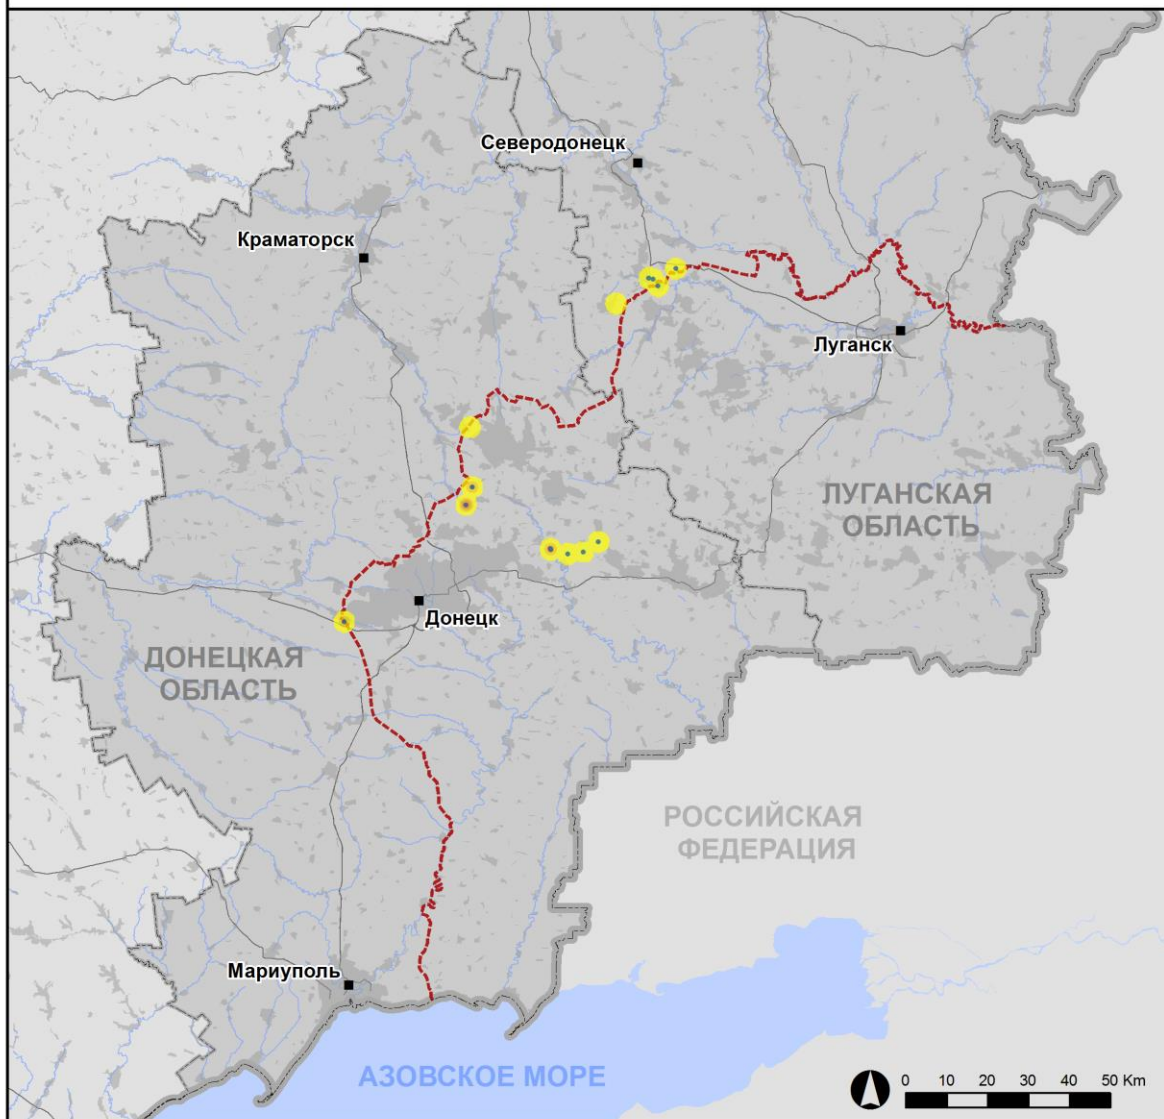 Северодонецк
Краматорск
Луганск
ЛУГАНСКАЯ
ОБЛАСТЬ
Донецк
ДОНЕЦКАЯ
ОБЛАСТЬ
РОССИЙСКАЯ
ФЕДЕРАЦИЯ
Мариуполь
АЗОВСКОЕ МОРЕ
0 10 20 30 40 50 Km